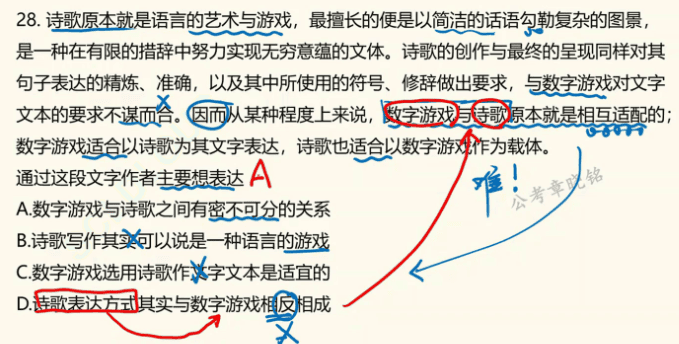 28. 诗歌原本就是语言的艺术与游戏，最擅长的便是以简洁的话语勾勒复杂的图景，
是一种在有限的措辞中努力实现无穷意蕴的文体。诗歌的创作与最终的呈现同样对其
句子表达的精炼、准确，以及其中所使用的符号、修辞做出要求，与数字游戏对文字
文本的要求不谋而合。因而从某种程度上来说，数字游戏与诗歌原本就是相互适配的；
数字游戏适合以诗歌为其文字表达，诗歌也适合以数字游戏作为载体。
通过这段文字作者主要想表达 A
难！
公考章晓铭
A.数字游戏与诗歌之间有密不可分的关系
B.诗歌写作其实可以说是一种语言的游戏
C.数字游戏选用诗歌作文字文本是适宜的
D.诗歌表达方式其实与数字游戏相反相成